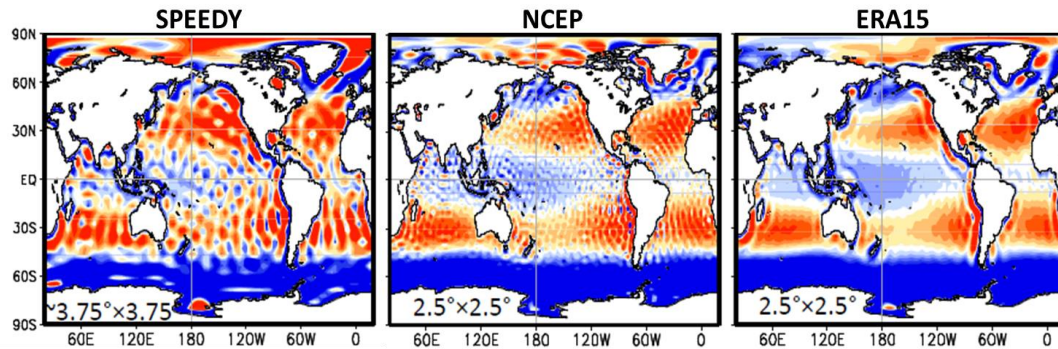 SPEEDY NCEP ERA15
90N
60N
30N
EQ
30S
60S
90S
~3.75°×3.75 2.5°×2.5° 2.5°×2.5°
60E 120E 180 120W 60W 0 60E 120E 180 120W 60W 0 60E 120E 180 120W 60W 0